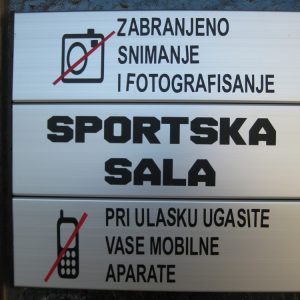 ZABRANJENO
SNIMANJE
I FOTOGRAFISANJE
SPORTSKA
SALA
PRI ULASKU UGASITE
VASE MOBILNE
APARATE